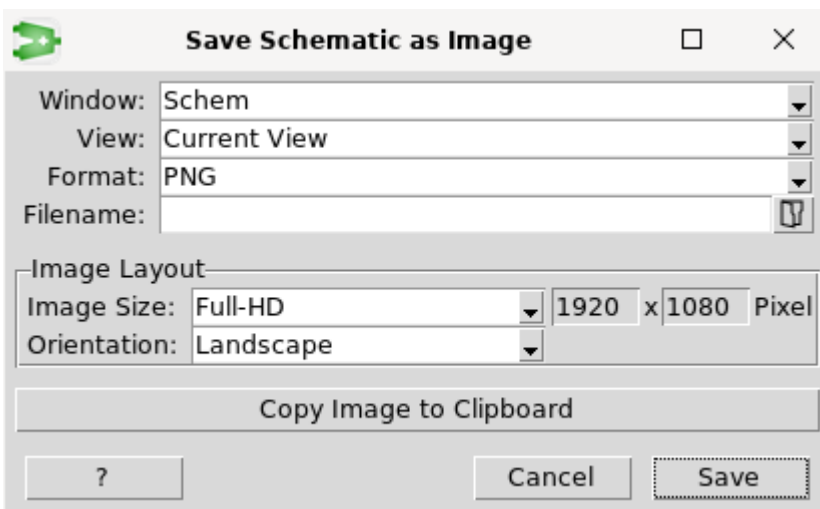 Save Schematic as Image
Window: Schem
View: Current View
Format: PNG
Filename:
Image Layout
Image Size: Full-HD 1920 x 1080 Pixel
Orientation: Landscape
Copy Image to Clipboard
? Cancel Save